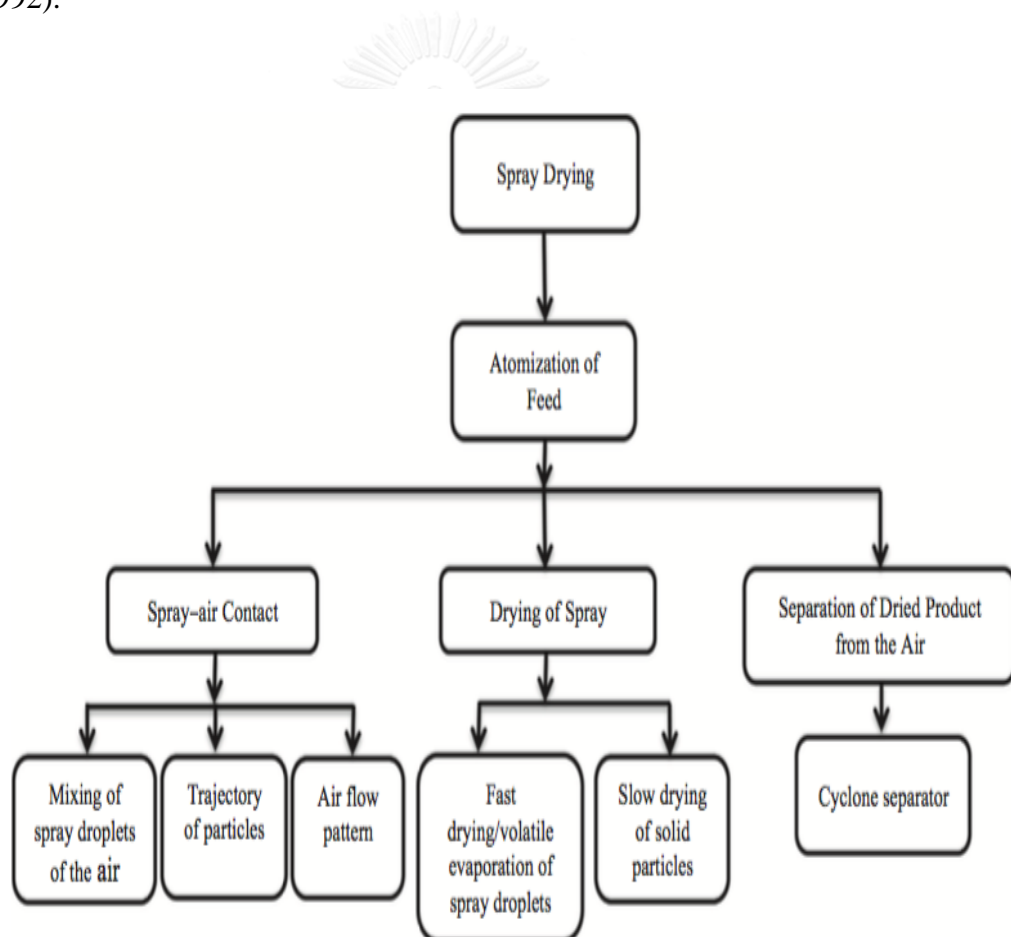 Spray Drying
Atomization of
Feed
Spray–air Contact
Drying of Spray
Separation of Dried Product
from the Air
Mixing of
spray droplets
of the air
Trajectory
of particles
Air flow
pattern
Fast
drying/volatile
evaporation of
spray droplets
Slow drying
of solid
particles
Cyclone separator